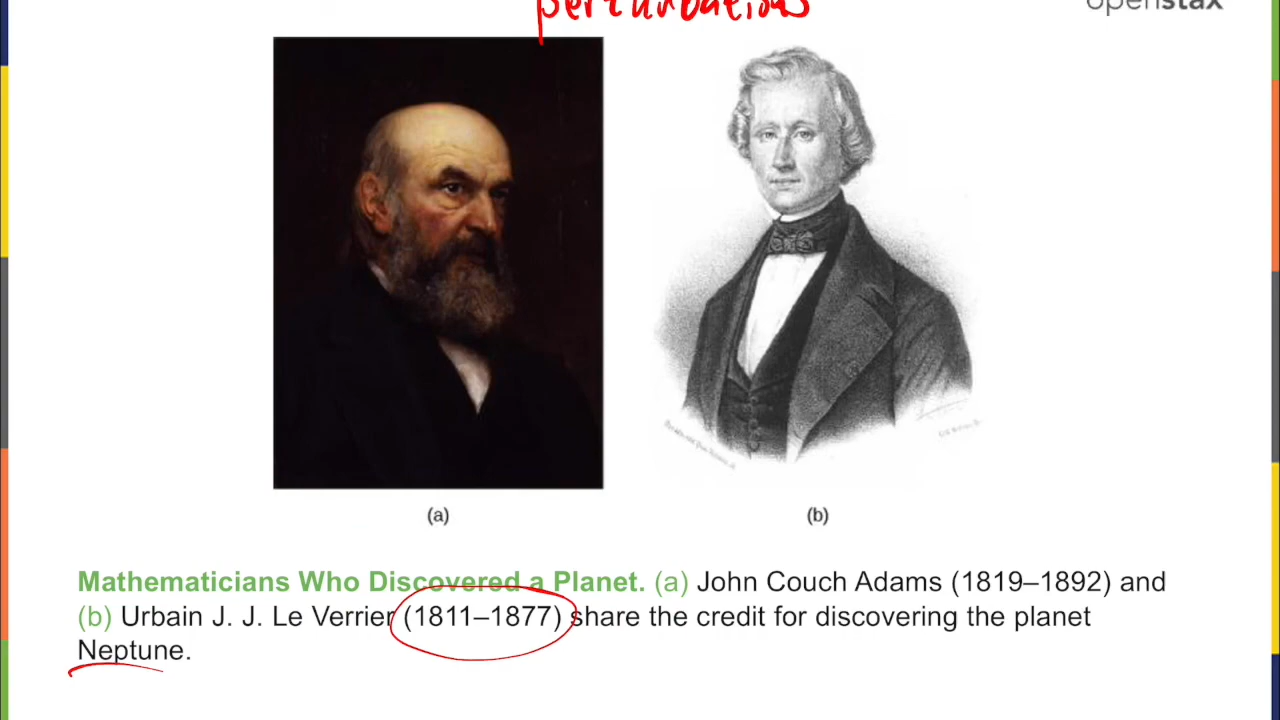 perturbations
openstax
(a)
(b)
Mathematicians Who Discovered a Planet. (a) John Couch Adams (1819–1892) and
(b) Urbain J. J. Le Verrier (1811–1877) share the credit for discovering the planet
Neptune.